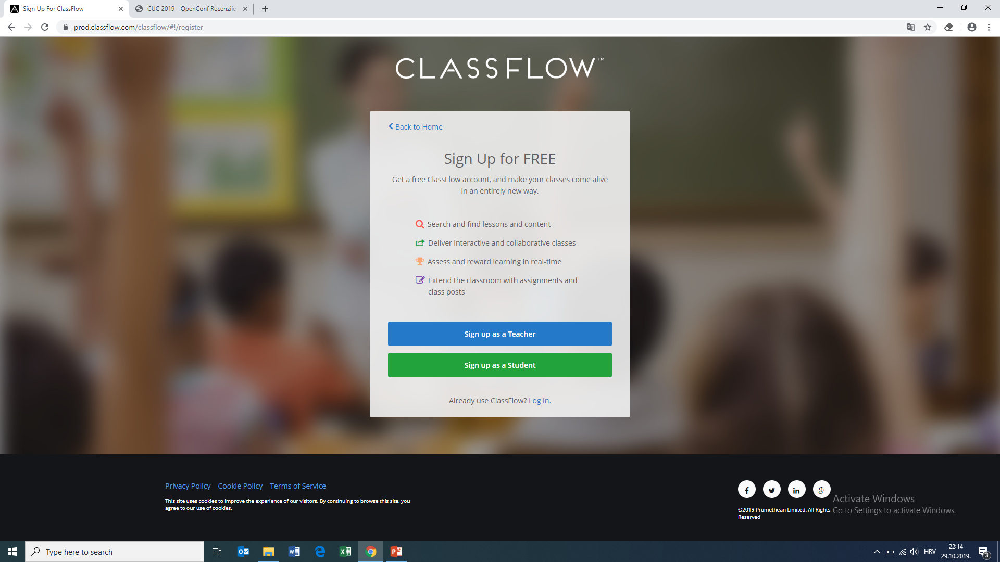 Sign Up For ClassFlow
CUC 2019 - OpenConf Recenzije
prod.classflow.com/classflow/#!/register
CLASSFLOW™
Back to Home
Sign Up for FREE
Get a free ClassFlow account, and make your classes come alive
in an entirely new way.
Search and find lessons and content
Deliver interactive and collaborative classes
Assess and reward learning in real-time
Extend the classroom with assignments and
class posts
Sign up as a Teacher
Sign up as a Student
Already use ClassFlow? Log in.
Privacy Policy Cookie Policy Terms of Service
This site uses cookies to improve the experience of our visitors. By continuing to browse this site, you
agree to our use of cookies.
©2019 Promethean Limited. All Rights
Reserved
Activate Windows
Go to Settings to activate Windows.
Type here to search
HRV
22:14
29.10.2019.
3